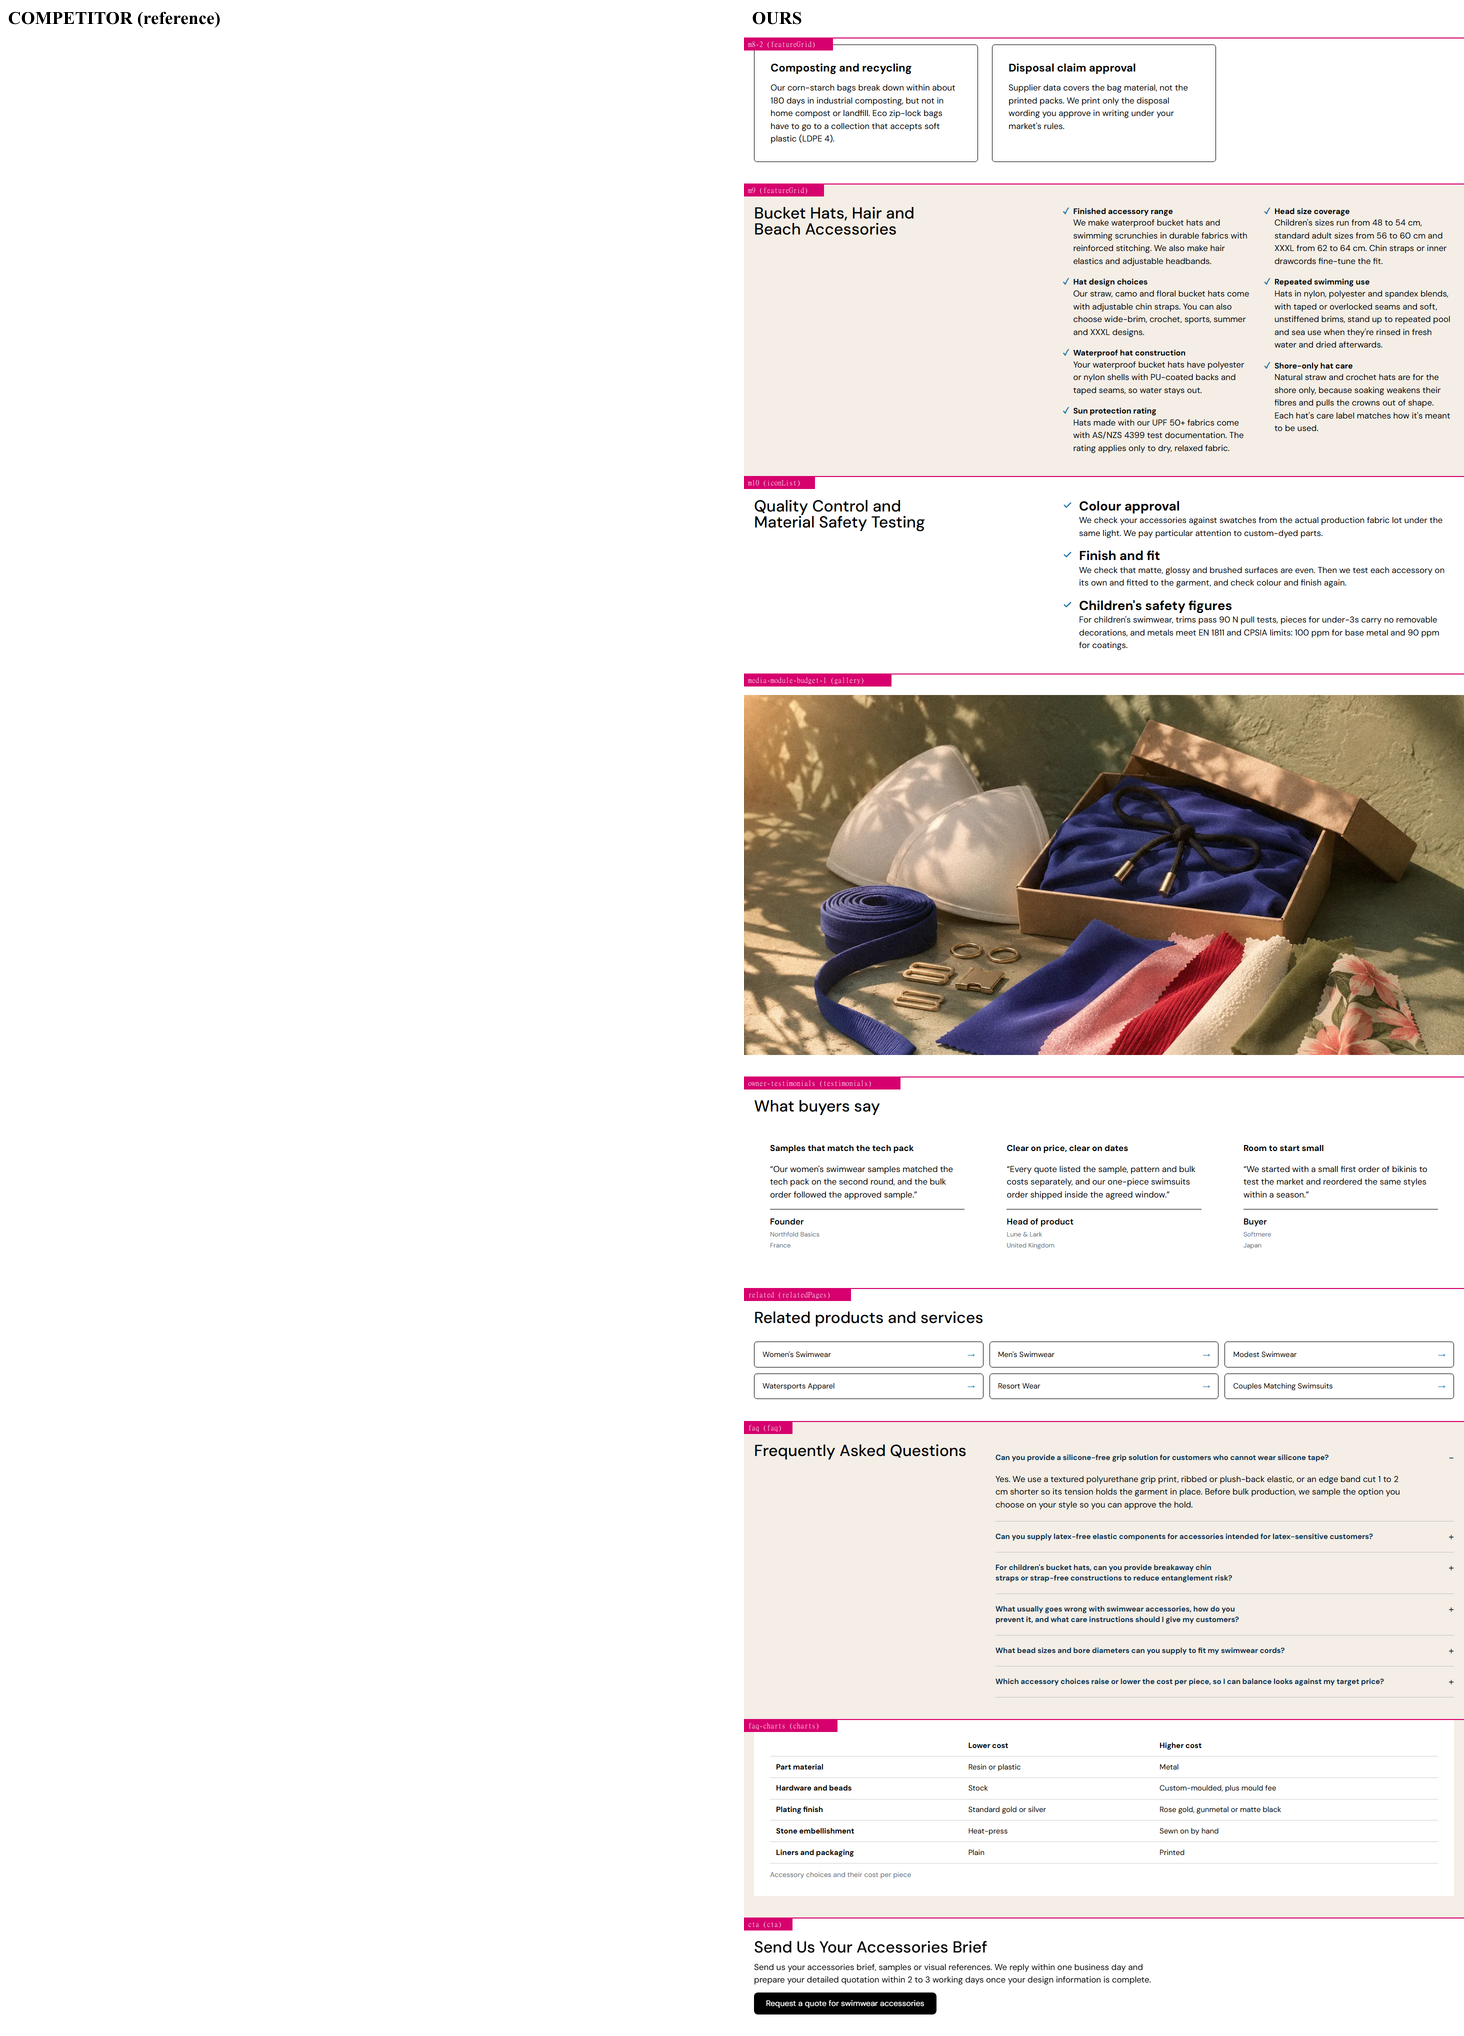 COMPETITOR (reference)
OURS
m8-2 (featureGrid)
Composting and recycling
Our corn-starch bags break down within about
180 days in industrial composting, but not in
home compost or landfill. Eco zip-lock bags
have to go to a collection that accepts soft
plastic (LDPE 4).
Disposal claim approval
Supplier data covers the bag material, not the
printed packs. We print only the disposal
wording you approve in writing under your
market's rules.
m9 (featureGrid)
Bucket Hats, Hair and
Beach Accessories
✓ Finished accessory range
We make waterproof bucket hats and
swimming scrunchies in durable fabrics with
reinforced stitching. We also make hair
elastics and adjustable headbands.
✓ Hat design choices
Our straw, camo and floral bucket hats come
with adjustable chin straps. You can also
choose wide-brim, crochet, sports, summer
and XXXL designs.
✓ Waterproof hat construction
Your waterproof bucket hats have polyester
or nylon shells with PU-coated backs and
taped seams, so water stays out.
✓ Sun protection rating
Hats made with our UPF 50+ fabrics come
with AS/NZS 4399 test documentation. The
rating applies only to dry, relaxed fabric.
✓ Head size coverage
Children's sizes run from 48 to 54 cm,
standard adult sizes from 56 to 60 cm and
XXXL from 62 to 64 cm. Chin straps or inner
drawcords fine-tune the fit.
✓ Repeated swimming use
Hats in nylon, polyester and spandex blends,
with taped or overlocked seams and soft,
unstiffened brims, stand up to repeated pool
and sea use when they're rinsed in fresh
water and dried afterwards.
✓ Shore-only hat care
Natural straw and crochet hats are for the
shore only, because soaking weakens their
fibres and pulls the crowns out of shape.
Each hat's care label matches how it's meant
to be used.
m10 (iconList)
Quality Control and
Material Safety Testing
✓ Colour approval
We check your accessories against swatches from the actual production fabric lot under the
same light. We pay particular attention to custom-dyed parts.
✓ Finish and fit
We check that matte, glossy and brushed surfaces are even. Then we test each accessory on
its own and fitted to the garment, and check colour and finish again.
✓ Children's safety figures
For children's swimwear, trims pass 90 N pull tests, pieces for under-3s carry no removable
decorations, and metals meet EN 1811 and CPSIA limits: 100 ppm for base metal and 90 ppm
for coatings.
media-module-budget-1 (gallery)
owner-testimonials (testimonials)
What buyers say
Samples that match the tech pack
“Our women's swimwear samples matched the
tech pack on the second round, and the bulk
order followed the approved sample.”
Founder
Northfold Basics
France
Clear on price, clear on dates
“Every quote listed the sample, pattern and bulk
costs separately, and our one-piece swimsuits
order shipped inside the agreed window.”
Head of product
Lune & Lark
United Kingdom
Room to start small
“We started with a small first order of bikinis to
test the market and reordered the same styles
within a season.”
Buyer
Softmere
Japan
related (relatedPages)
Related products and services
Women's Swimwear →
Men's Swimwear →
Modest Swimwear →
Watersports Apparel →
Resort Wear →
Couples Matching Swimsuits →
faq (faq)
Frequently Asked Questions
Can you provide a silicone-free grip solution for customers who cannot wear silicone tape? −
Yes. We use a textured polyurethane grip print, ribbed or plush-back elastic, or an edge band cut 1 to 2
cm shorter so its tension holds the garment in place. Before bulk production, we sample the option you
choose on your style so you can approve the hold.
Can you supply latex-free elastic components for accessories intended for latex-sensitive customers? +
For children's bucket hats, can you provide breakaway chin +
straps or strap-free constructions to reduce entanglement risk?
What usually goes wrong with swimwear accessories, how do you +
prevent it, and what care instructions should I give my customers?
What bead sizes and bore diameters can you supply to fit my swimwear cords? +
Which accessory choices raise or lower the cost per piece, so I can balance looks against my target price? +
faq-charts (charts)
Lower cost Higher cost
Part material Resin or plastic Metal
Hardware and beads Stock Custom-moulded, plus mould fee
Plating finish Standard gold or silver Rose gold, gunmetal or matte black
Stone embellishment Heat-press Sewn on by hand
Liners and packaging Plain Printed
Accessory choices and their cost per piece
cta (cta)
Send Us Your Accessories Brief
Send us your accessories brief, samples or visual references. We reply within one business day and
prepare your detailed quotation within 2 to 3 working days once your design information is complete.
Request a quote for swimwear accessories